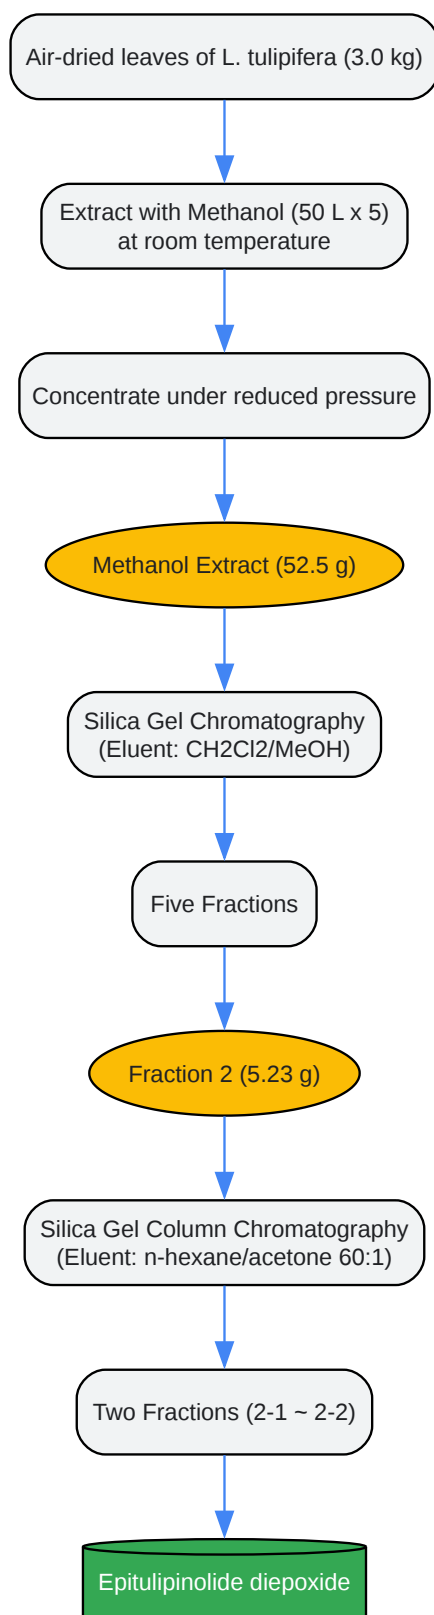 Air-dried leaves of L. tulipifera (3.0 kg)
Extract with Methanol (50 L x 5)
at room temperature
Concentrate under reduced pressure
Methanol Extract (52.5 g)
Silica Gel Chromatography
(Eluent: CH2Cl2/MeOH)
Five Fractions
Fraction 2 (5.23 g)
Silica Gel Column Chromatography
(Eluent: n-hexane/acetone 60:1)
Two Fractions (2-1 ~ 2-2)
Epitulipinolide diepoxide